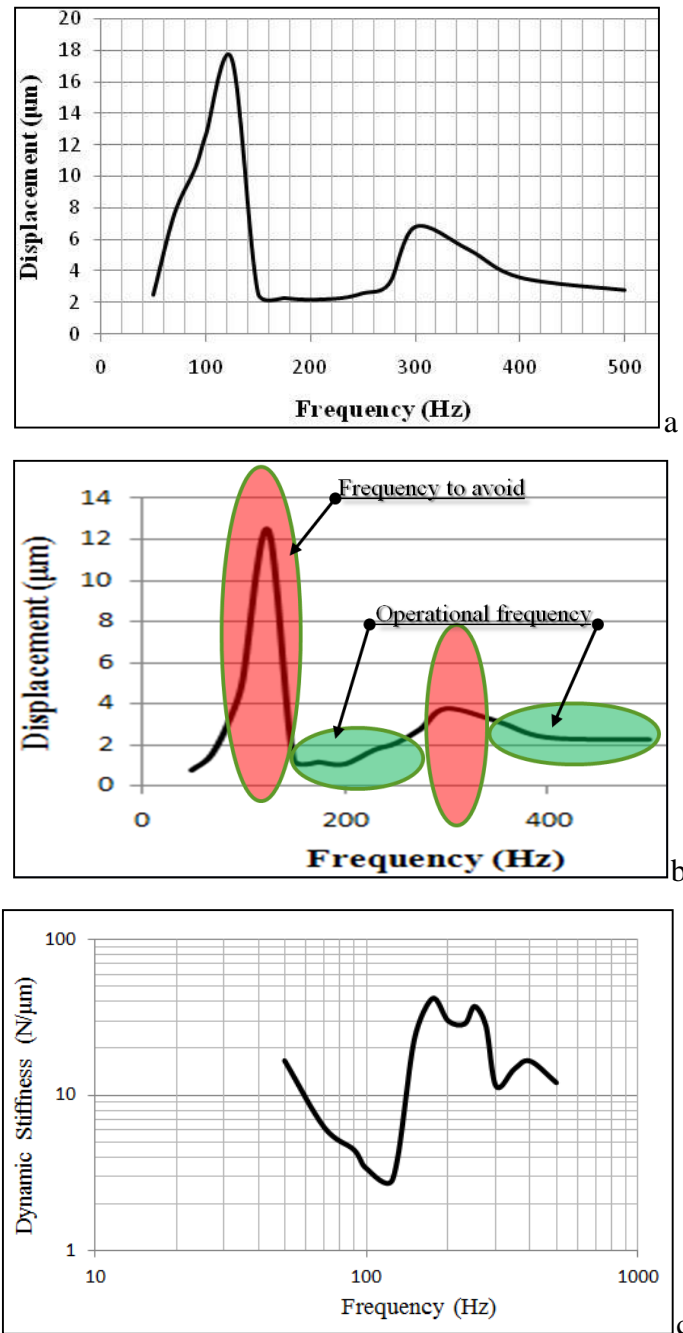 20
18
16
14
12
10
8
6
4
2
0
Displacement (µm)
0 100 200 300 400 500
Frequency (Hz)
a
Frequency to avoid
Operational frequency
14
12
10
8
6
4
2
0
Displacement (µm)
0 200 400
Frequency (Hz)
b
100
10
1
Dynamic Stiffness (N/µm)
10 100 1000
Frequency (Hz)
c